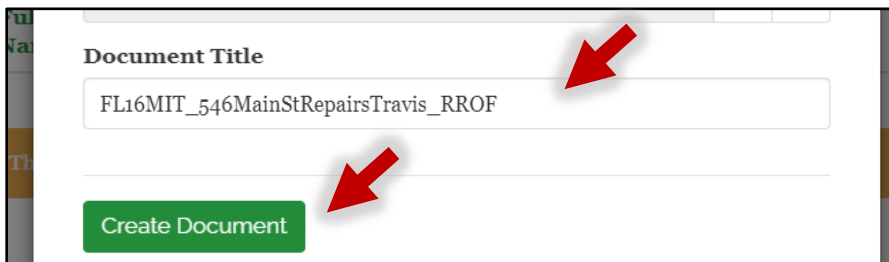 Document Title
FL16MIT_546MainStRepairsTravis_RROF
Create Document